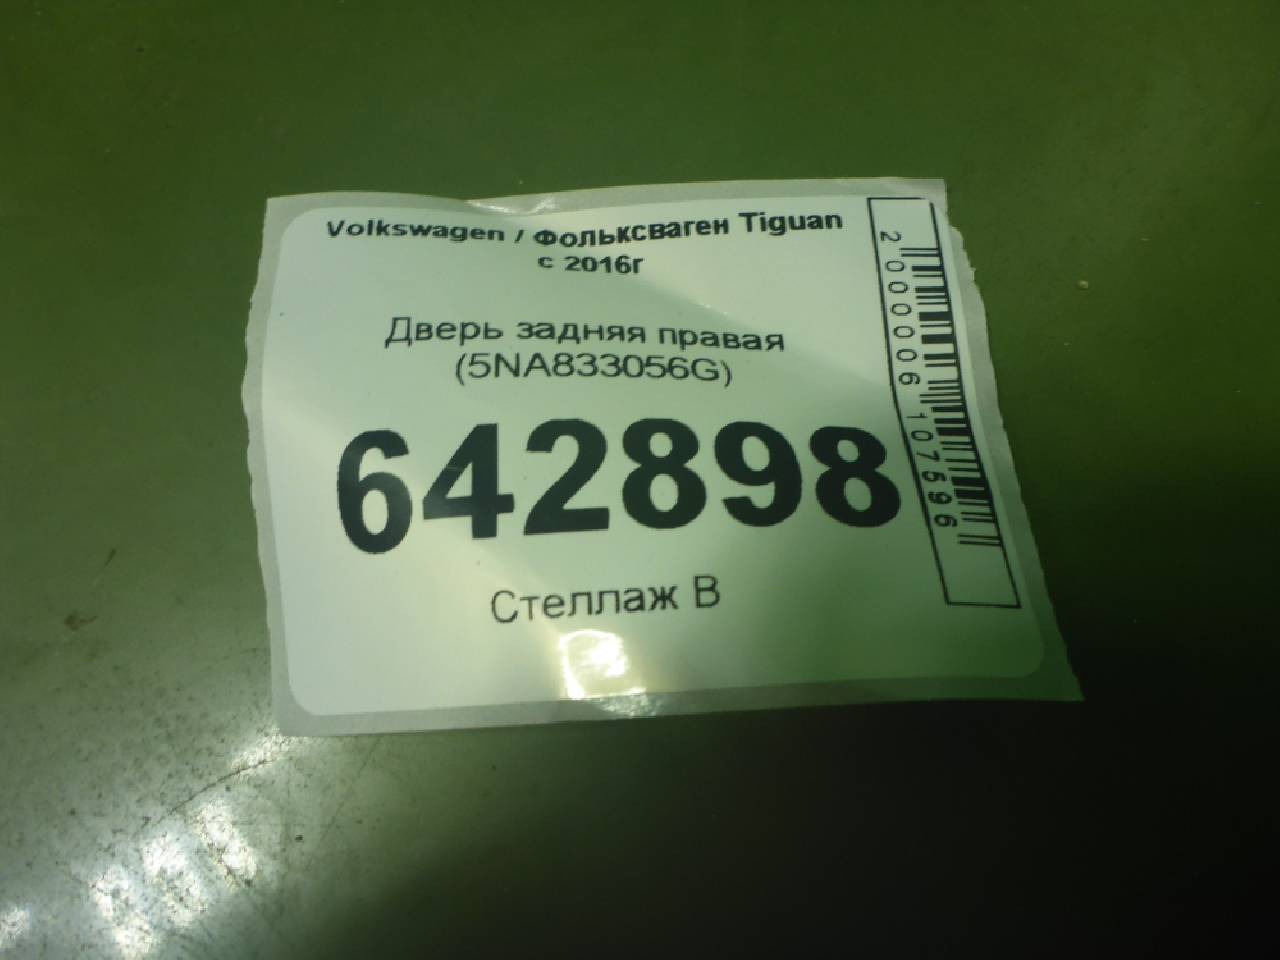 Volkswagen / Фольксваген Tiguan
с 2016г
Дверь задняя правая
(5NA833056G)
642898
Стеллаж В
2000006107596